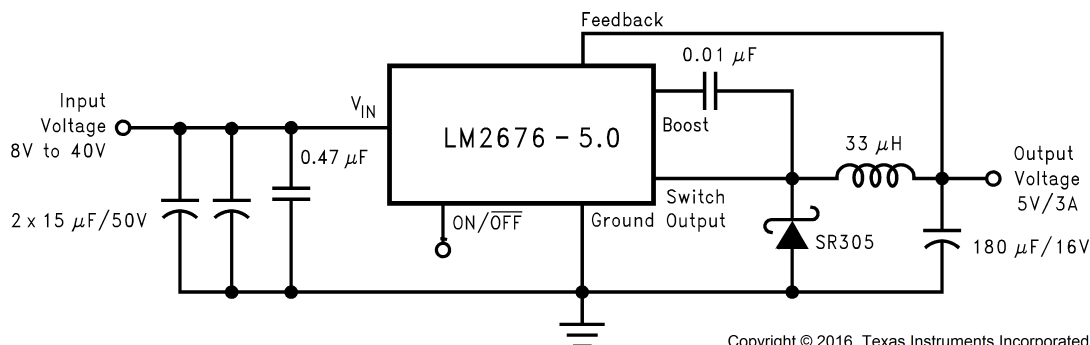 Feedback
0.01 μF
Input
Voltage
8V to 40V
V_IN
LM2676 - 5.0
Boost
33 μH
Output
Voltage
5V/3A
0.47 μF
2 x 15 μF/50V
ON/O̅F̅F̅
Ground
Switch
Output
SR305
180 μF/16V
Copyright © 2016, Texas Instruments Incorporated